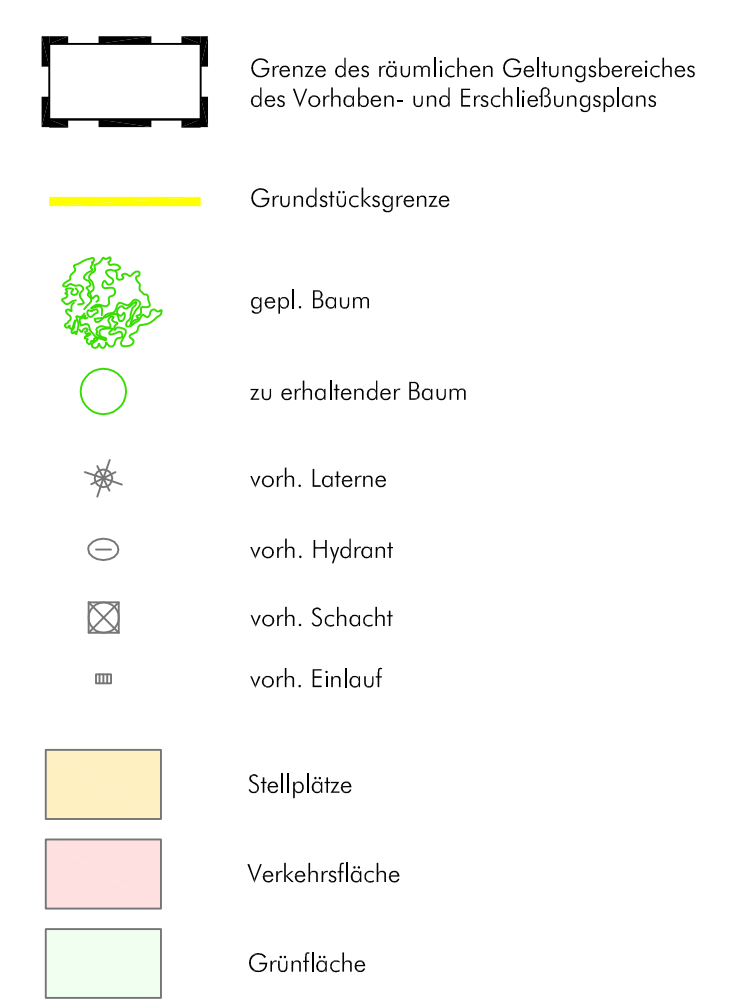 Grenze des räumlichen Geltungsbereiches
des Vorhaben- und Erschließungsplans
Grundstücksgrenze
gepl. Baum
zu erhaltender Baum
vorh. Laterne
vorh. Hydrant
vorh. Schacht
vorh. Einlauf
Stellplätze
Verkehrsfläche
Grünfläche